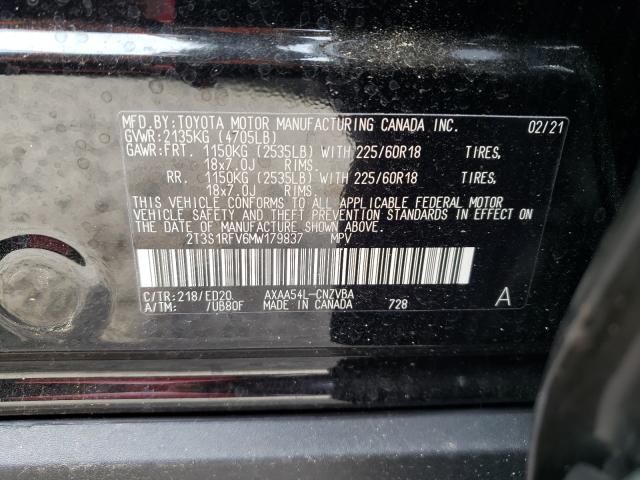 MFD.BY:TOYOTA MOTOR MANUFACTURING CANADA INC. 02/21
GVWR:2135KG (4705LB)
GAWR:FRT. 1150KG (2535LB) WITH 225/60R18 TIRES,
18x7.0J RIMS,
RR. 1150KG (2535LB) WITH 225/60R18 TIRES,
18x7.0J RIMS.
THIS VEHICLE CONFORMS TO ALL APPLICABLE FEDERAL MOTOR
VEHICLE SAFETY AND THEFT PREVENTION STANDARDS IN EFFECT
ON THE DATE OF MANUFACTURE SHOWN ABOVE.
2T3S1RFV6MW179837 MPV
C/TR:218/ED20. AXAA54L-CNZVBA
A/TM: /UB80F MADE IN CANADA 728 A